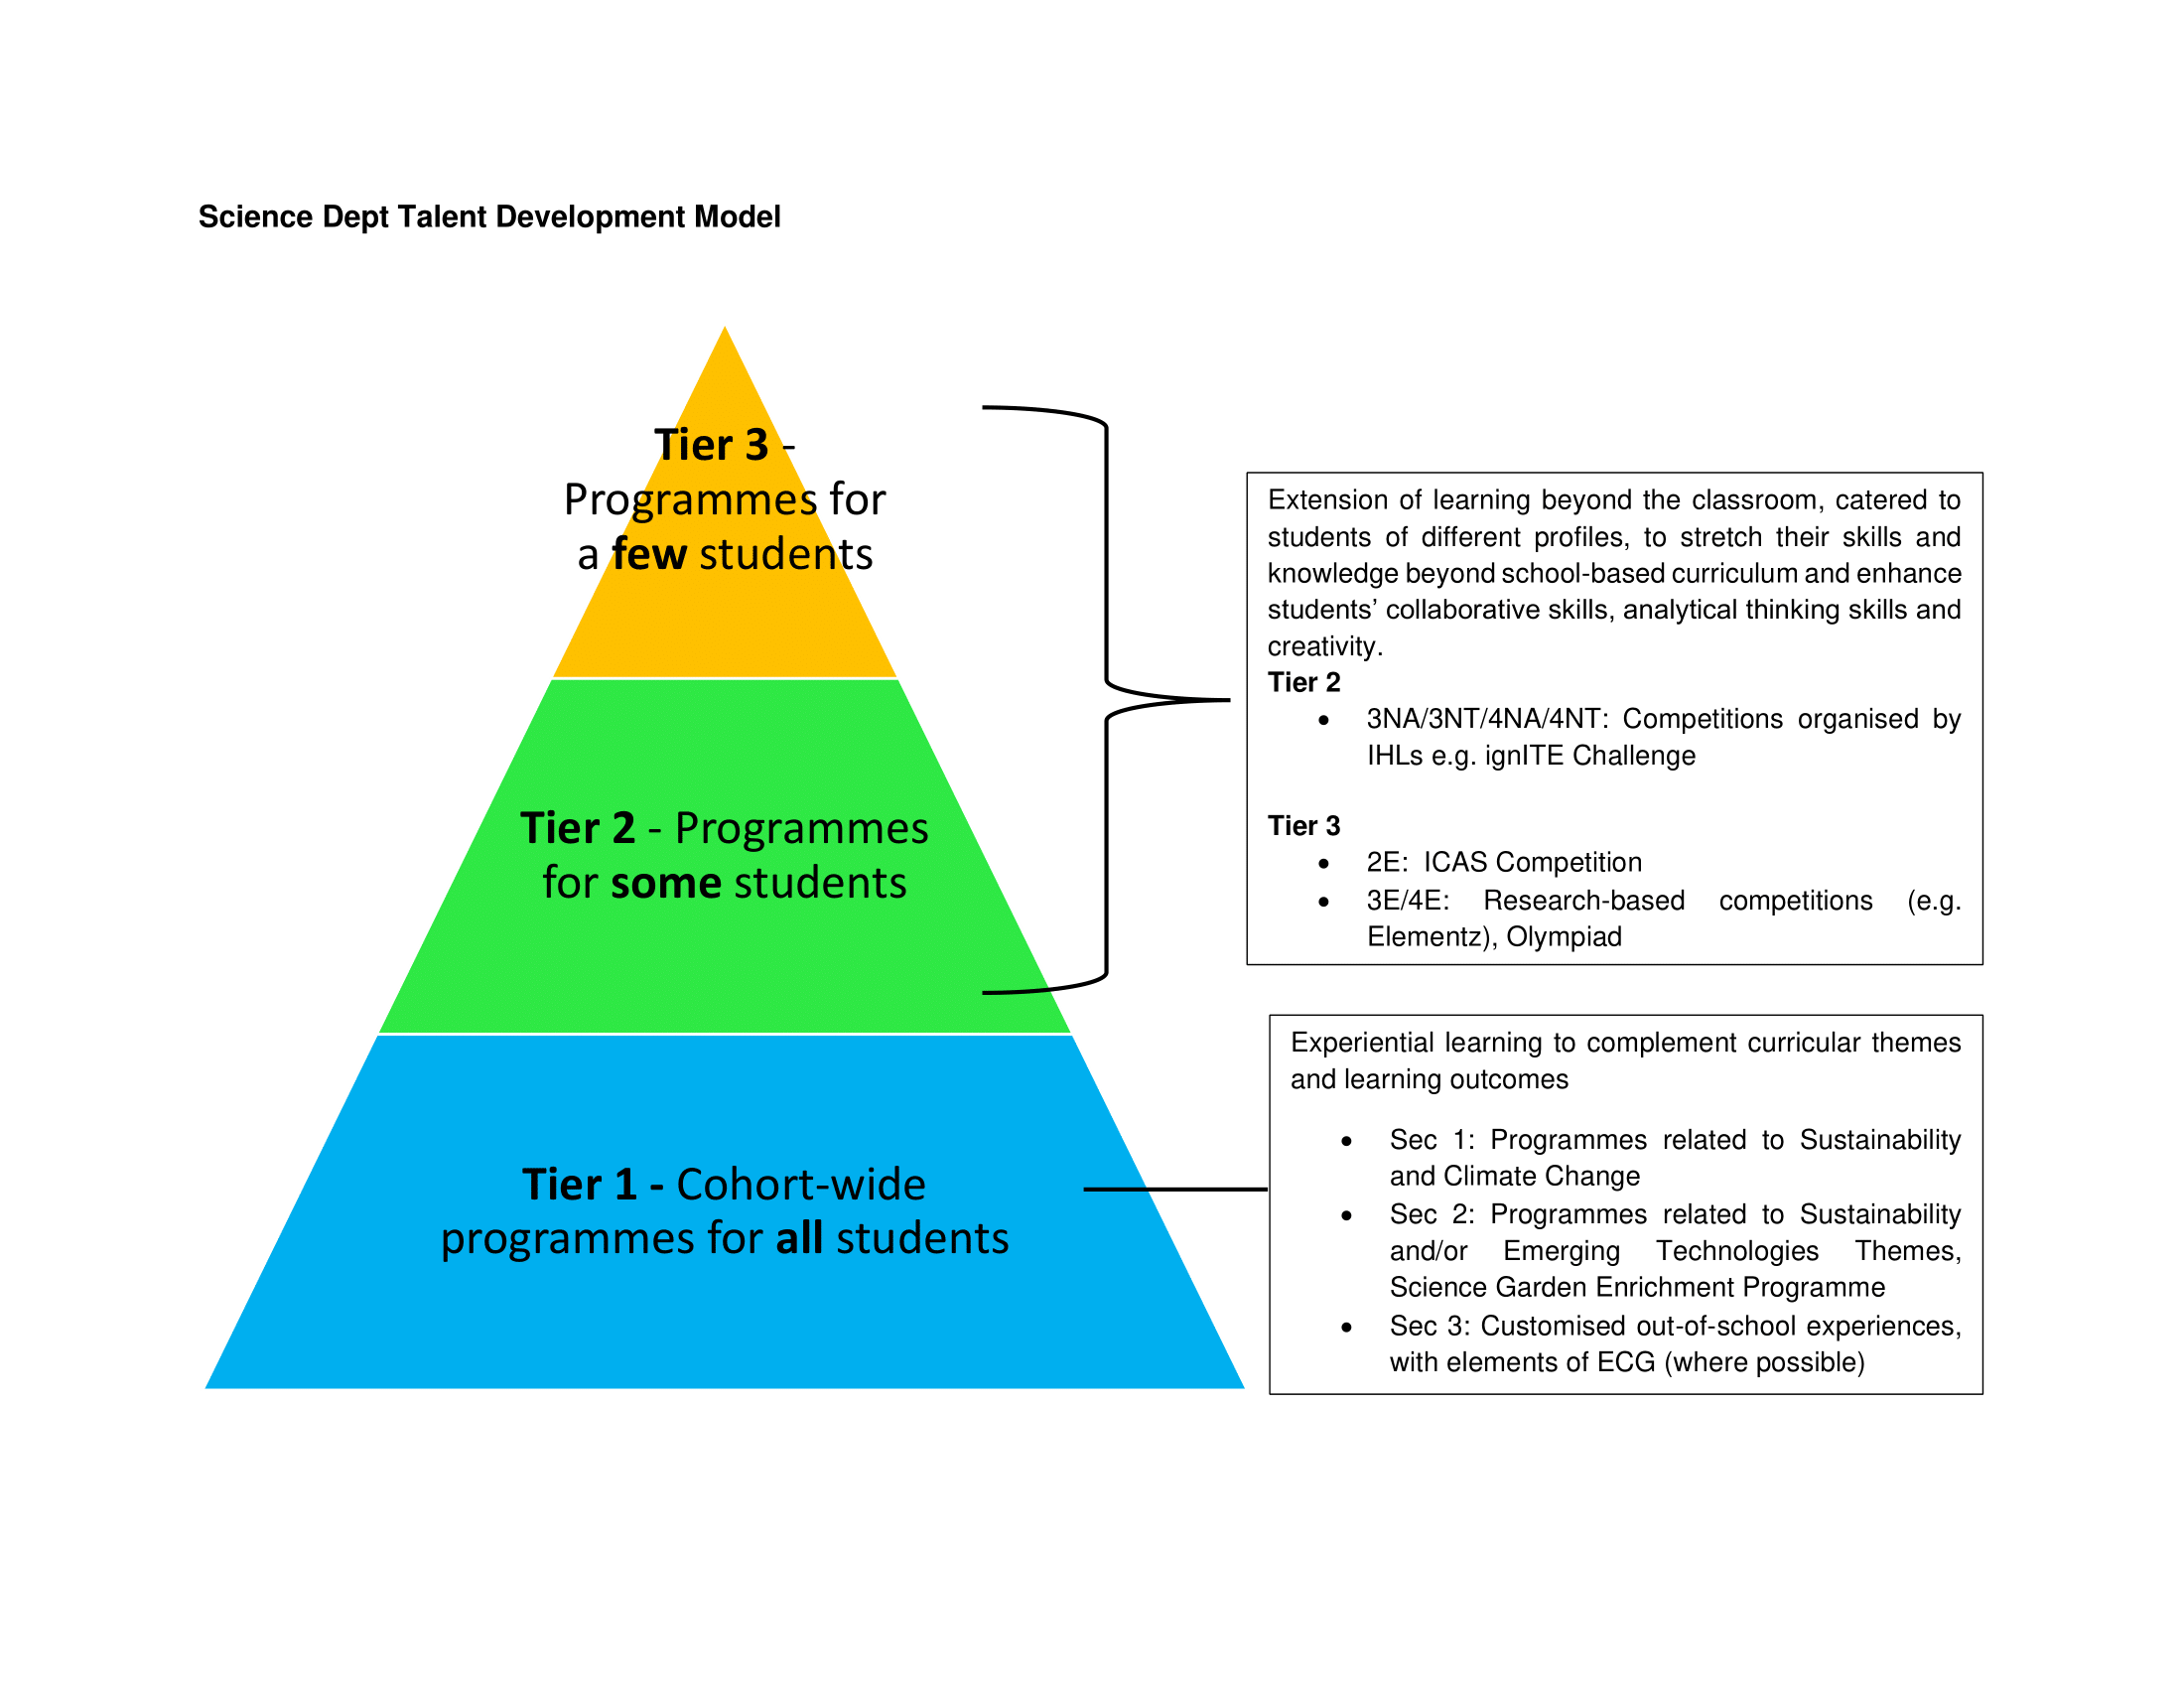 Science Dept Talent Development Model
Tier 3 -
Programmes for
a few students
Tier 2 - Programmes
for some students
Tier 1 - Cohort-wide
programmes for all students
Extension of learning beyond the classroom, catered to
students of different profiles, to stretch their skills and
knowledge beyond school-based curriculum and enhance
students’ collaborative skills, analytical thinking skills and
creativity.
Tier 2
• 3NA/3NT/4NA/4NT: Competitions organised by
IHLs e.g. ignITE Challenge
Tier 3
• 2E: ICAS Competition
• 3E/4E: Research-based competitions (e.g.
Elementz), Olympiad
Experiential learning to complement curricular themes
and learning outcomes
• Sec 1: Programmes related to Sustainability
and Climate Change
• Sec 2: Programmes related to Sustainability
and/or Emerging Technologies Themes,
Science Garden Enrichment Programme
• Sec 3: Customised out-of-school experiences,
with elements of ECG (where possible)